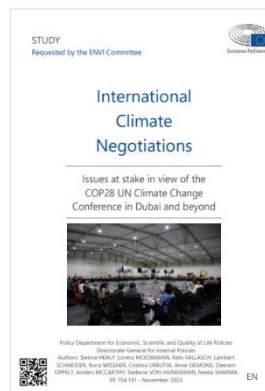 STUDY
Requested by the ENVI Committee
European Parliament
International
Climate
Negotiations
Issues at stake in view of the
COP28 UN Climate Change
Conference in Dubai and beyond
Policy Department for Economic, Scientific and Quality of Life Policies
Directorate-General for Internal Policies
Authors: Sienna HEALY, Lorenz MOOSMANN, Felix FALLASCH, Lambert
SCHNEIDER, Nora WISSNER, Cristina URRUTIA, Anne SIEMONS, Dietram
OPPELT, Anders MCCARTHY, Stefanie VON HEINEMANN, Neeta SHARMA
PE 754.191 - November 2023
EN